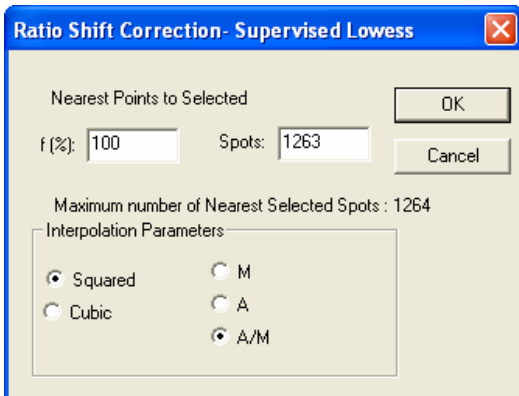 Ratio Shift Correction- Supervised Lowess
Nearest Points to Selected
OK
f (%): 100 Spots: 1263
Cancel
Maximum number of Nearest Selected Spots : 1264
Interpolation Parameters
Squared
M
Cubic
A
A/M